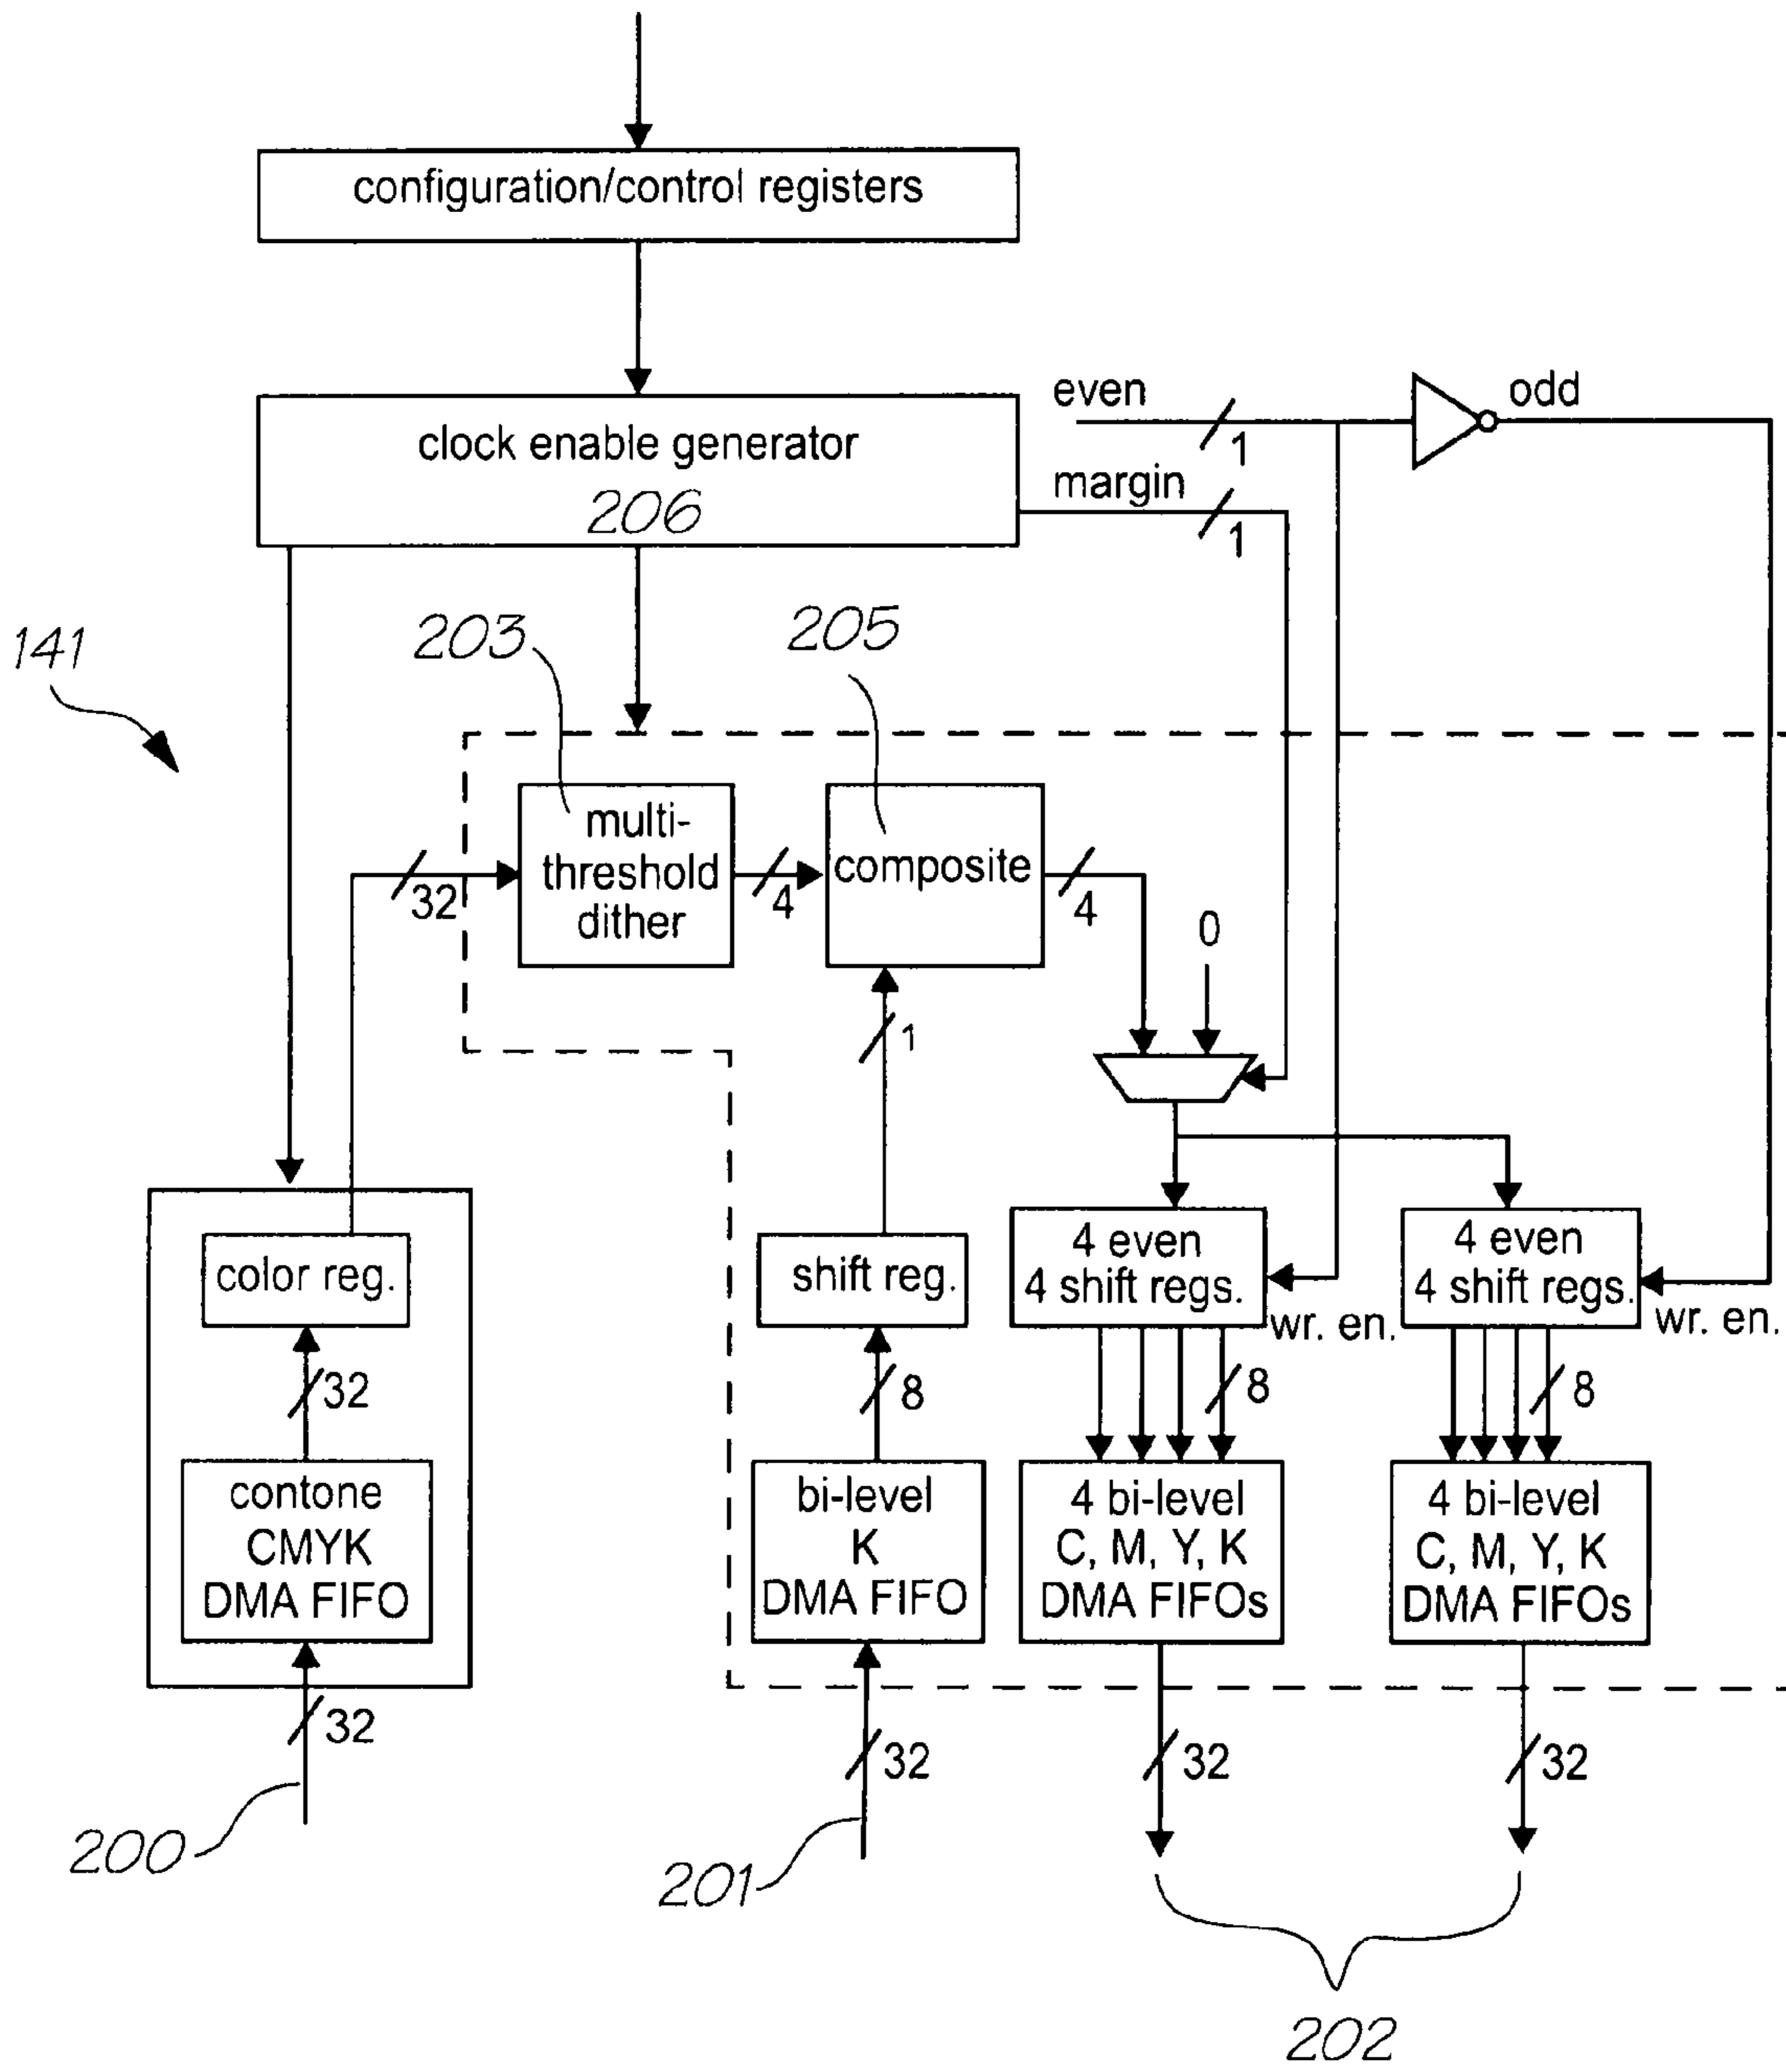 configuration/control registers
even
odd
clock enable generator
1
margin
206
1
203
205
141
multi-
threshold
dither
composite
32
4
4
0
1
color reg.
shift reg.
4 even
4 shift regs.
4 even
4 shift regs.
wr. en.
wr. en.
32
8
8
8
contone
CMYK
DMA FIFO
bi-level
K
DMA FIFO
4 bi-level
C, M, Y, K
DMA FIFOs
4 bi-level
C, M, Y, K
DMA FIFOs
32
32
32
32
200
201
202